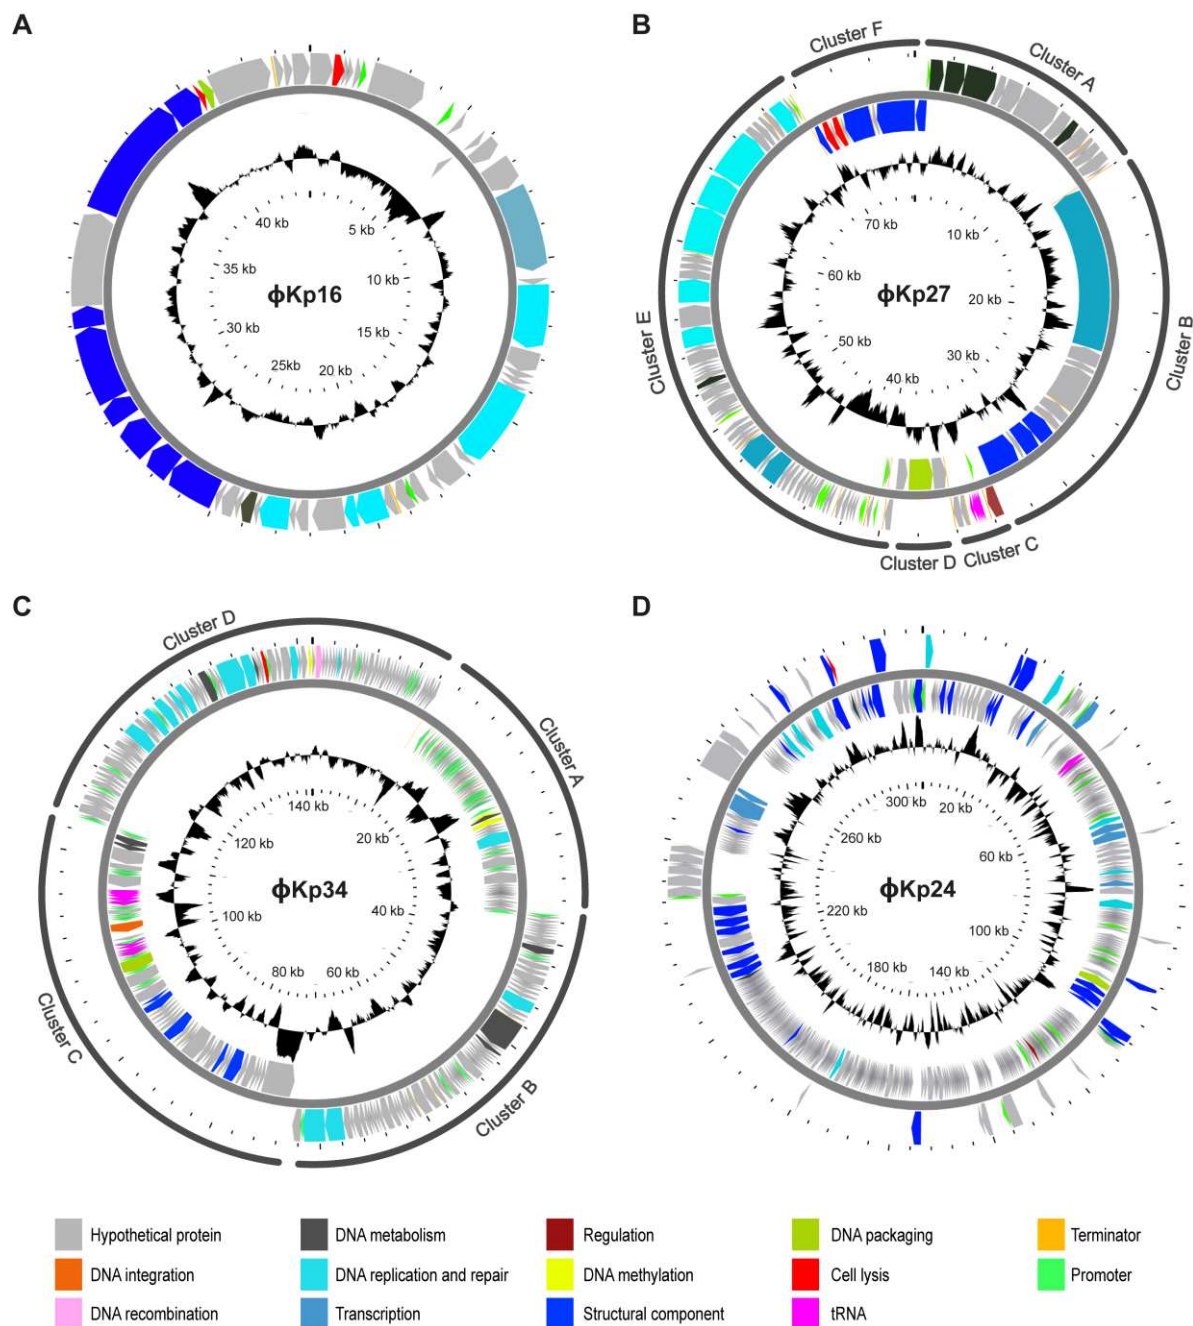 A
40 kb
5 kb
35 kb
10 kb
ϕKp16
30 kb
15 kb
25kb
20 kb
B
Cluster F
Cluster A
70 kb
10 kb
60 kb
ϕKp27
20 kb
Cluster E
Cluster B
50 kb
30 kb
40 kb
Cluster D
Cluster C
C
Cluster D
Cluster A
140 kb
120 kb
20 kb
ϕKp34
100 kb
40 kb
80 kb
60 kb
Cluster C
Cluster B
D
300 kb
20 kb
260 kb
60 kb
ϕKp24
220 kb
100 kb
180 kb
140 kb
Hypothetical protein
DNA metabolism
Regulation
DNA packaging
Terminator
DNA integration
DNA replication and repair
DNA methylation
Cell lysis
Promoter
DNA recombination
Transcription
Structural component
tRNA